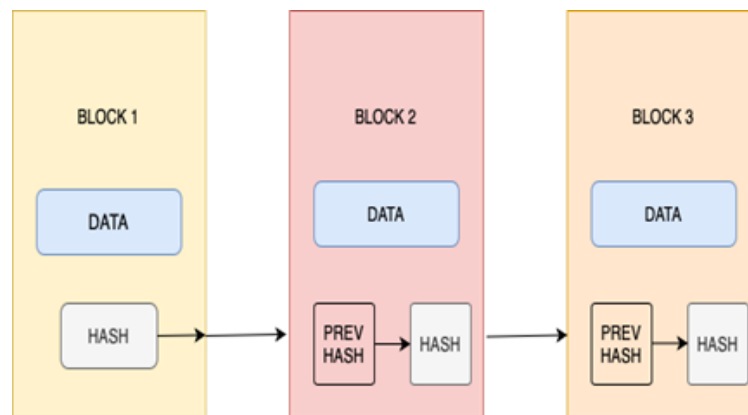 BLOCK 1
DATA
HASH
BLOCK 2
DATA
PREV
HASH
HASH
BLOCK 3
DATA
PREV
HASH
HASH